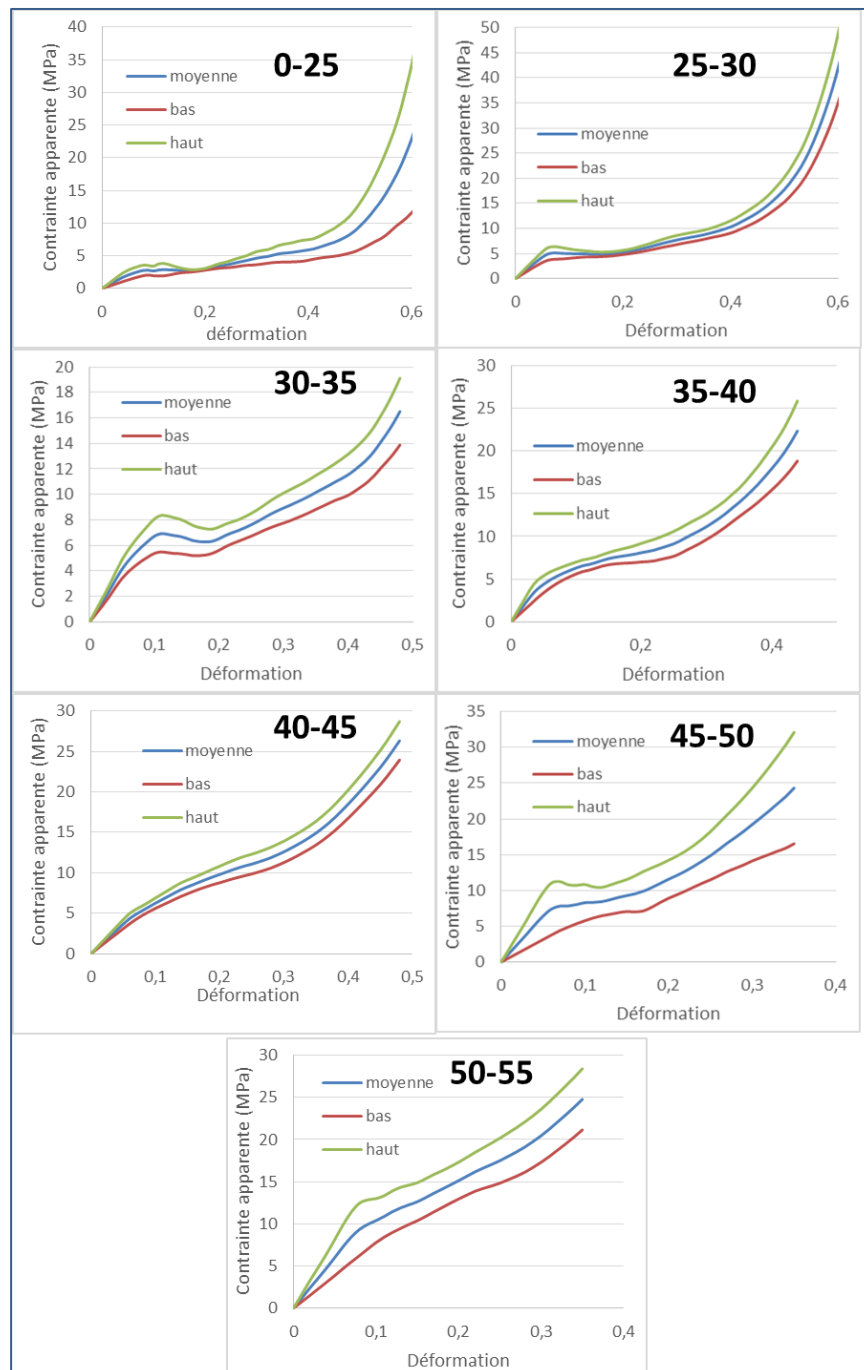 0-25
Contrainte apparente (MPa)
40
35
30
25
20
15
10
5
0
moyenne
bas
haut
0 0,2 0,4 0,6
déformation
25-30
Contrainte apparente (MPa)
50
45
40
35
30
25
20
15
10
5
0
moyenne
bas
haut
0 0,2 0,4 0,6
Déformation
30-35
Contrainte apparente (MPa)
20
18
16
14
12
10
8
6
4
2
0
moyenne
bas
haut
0 0,1 0,2 0,3 0,4 0,5
Déformation
35-40
Contrainte apparente (MPa)
30
25
20
15
10
5
0
moyenne
bas
haut
0 0,2 0,4
Déformation
40-45
Contrainte apparente (MPa)
30
25
20
15
10
5
0
moyenne
bas
haut
0 0,1 0,2 0,3 0,4 0,5
Déformation
45-50
Contrainte apparente (MPa)
35
30
25
20
15
10
5
0
moyenne
bas
haut
0 0,1 0,2 0,3 0,4
Déformation
50-55
Contrainte apparente (MPa)
30
25
20
15
10
5
0
moyenne
bas
haut
0 0,1 0,2 0,3 0,4
Déformation